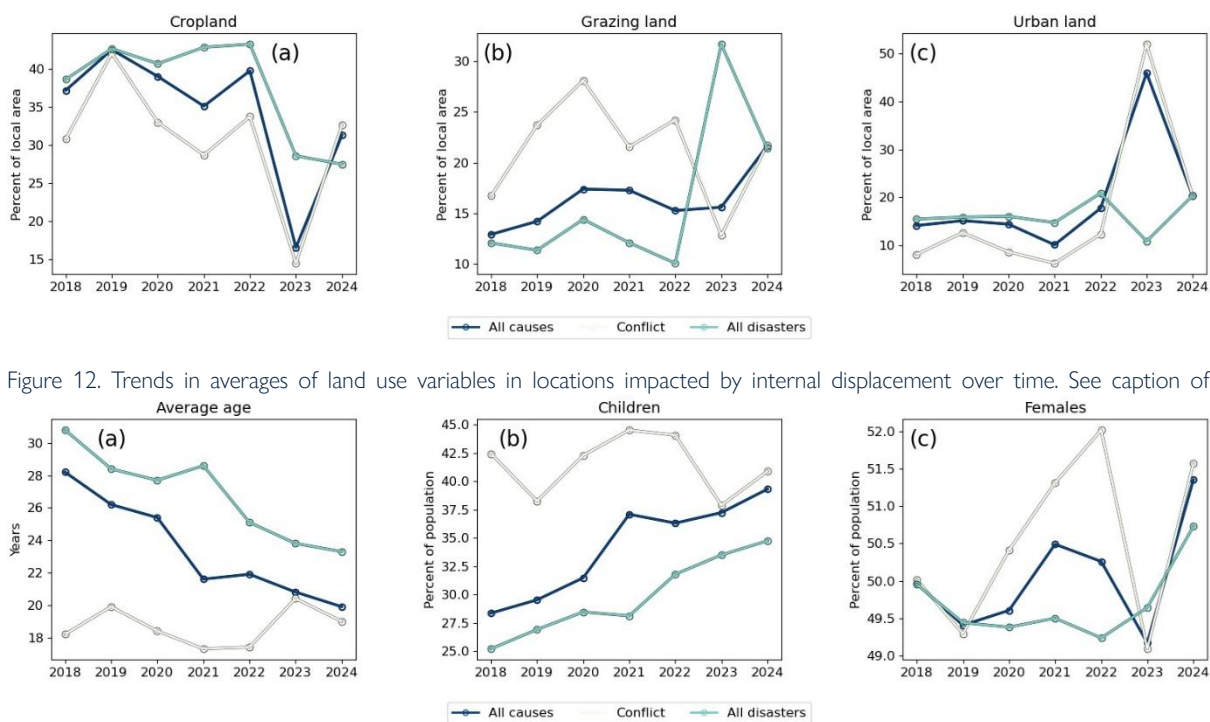 Cropland
Grazing land
Urban land
(a)
(b)
(c)
Percent of local area
40
35
30
25
20
15
2018 2019 2020 2021 2022 2023 2024
Percent of local area
30
25
20
15
10
2018 2019 2020 2021 2022 2023 2024
Percent of local area
50
40
30
20
10
2018 2019 2020 2021 2022 2023 2024
All causes Conflict All disasters
Figure 12. Trends in averages of land use variables in locations impacted by internal displacement over time. See caption of
Average age
Children
Females
(a)
(b)
(c)
Years
30
28
26
24
22
20
18
2018 2019 2020 2021 2022 2023 2024
Percent of population
45.0
42.5
40.0
37.5
35.0
32.5
30.0
27.5
25.0
2018 2019 2020 2021 2022 2023 2024
Percent of population
52.0
51.5
51.0
50.5
50.0
49.5
49.0
2018 2019 2020 2021 2022 2023 2024
All causes Conflict All disasters